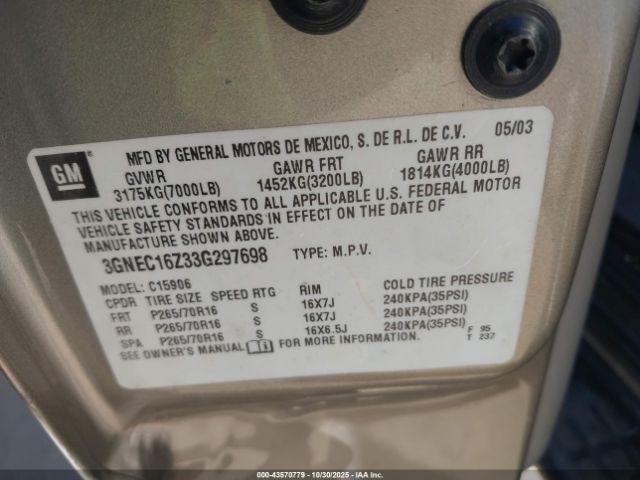 GM
MFD BY GENERAL MOTORS DE MEXICO, S. DE R.L. DE C.V. 05/03
GVWR GAWR FRT GAWR RR
3175KG(7000LB) 1452KG(3200LB) 1814KG(4000LB)
THIS VEHICLE CONFORMS TO ALL APPLICABLE U.S. FEDERAL MOTOR
VEHICLE SAFETY STANDARDS IN EFFECT ON THE DATE OF
MANUFACTURE SHOWN ABOVE.
3GNEC16Z33G297698 TYPE: M.P.V.
MODEL: C15906
CPDR TIRE SIZE SPEED RTG RIM COLD TIRE PRESSURE
FRT P265/70R16 S 16X7J 240KPA(35PSI)
RR P265/70R16 S 16X7J 240KPA(35PSI)
SPA P265/70R16 S 16X6.5J 240KPA(35PSI)
SEE OWNER'S MANUAL FOR MORE INFORMATION.
F 95
T 237
000-43570779 - 10/30/2025 - Copyright © IAA, Inc.